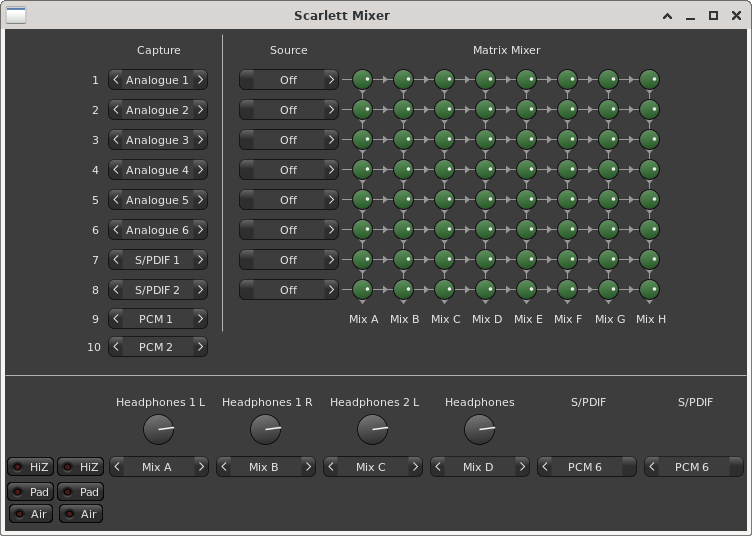 Scarlett Mixer
Capture Source Matrix Mixer
1 Analogue 1 Off
2 Analogue 2 Off
3 Analogue 3 Off
4 Analogue 4 Off
5 Analogue 5 Off
6 Analogue 6 Off
7 S/PDIF 1 Off
8 S/PDIF 2 Off
9 PCM 1 Mix A Mix B Mix C Mix D Mix E Mix F Mix G Mix H
10 PCM 2
Headphones 1 L Headphones 1 R Headphones 2 L Headphones S/PDIF S/PDIF
HiZ HiZ Mix A Mix B Mix C Mix D PCM 6 PCM 6
Pad Pad
Air Air